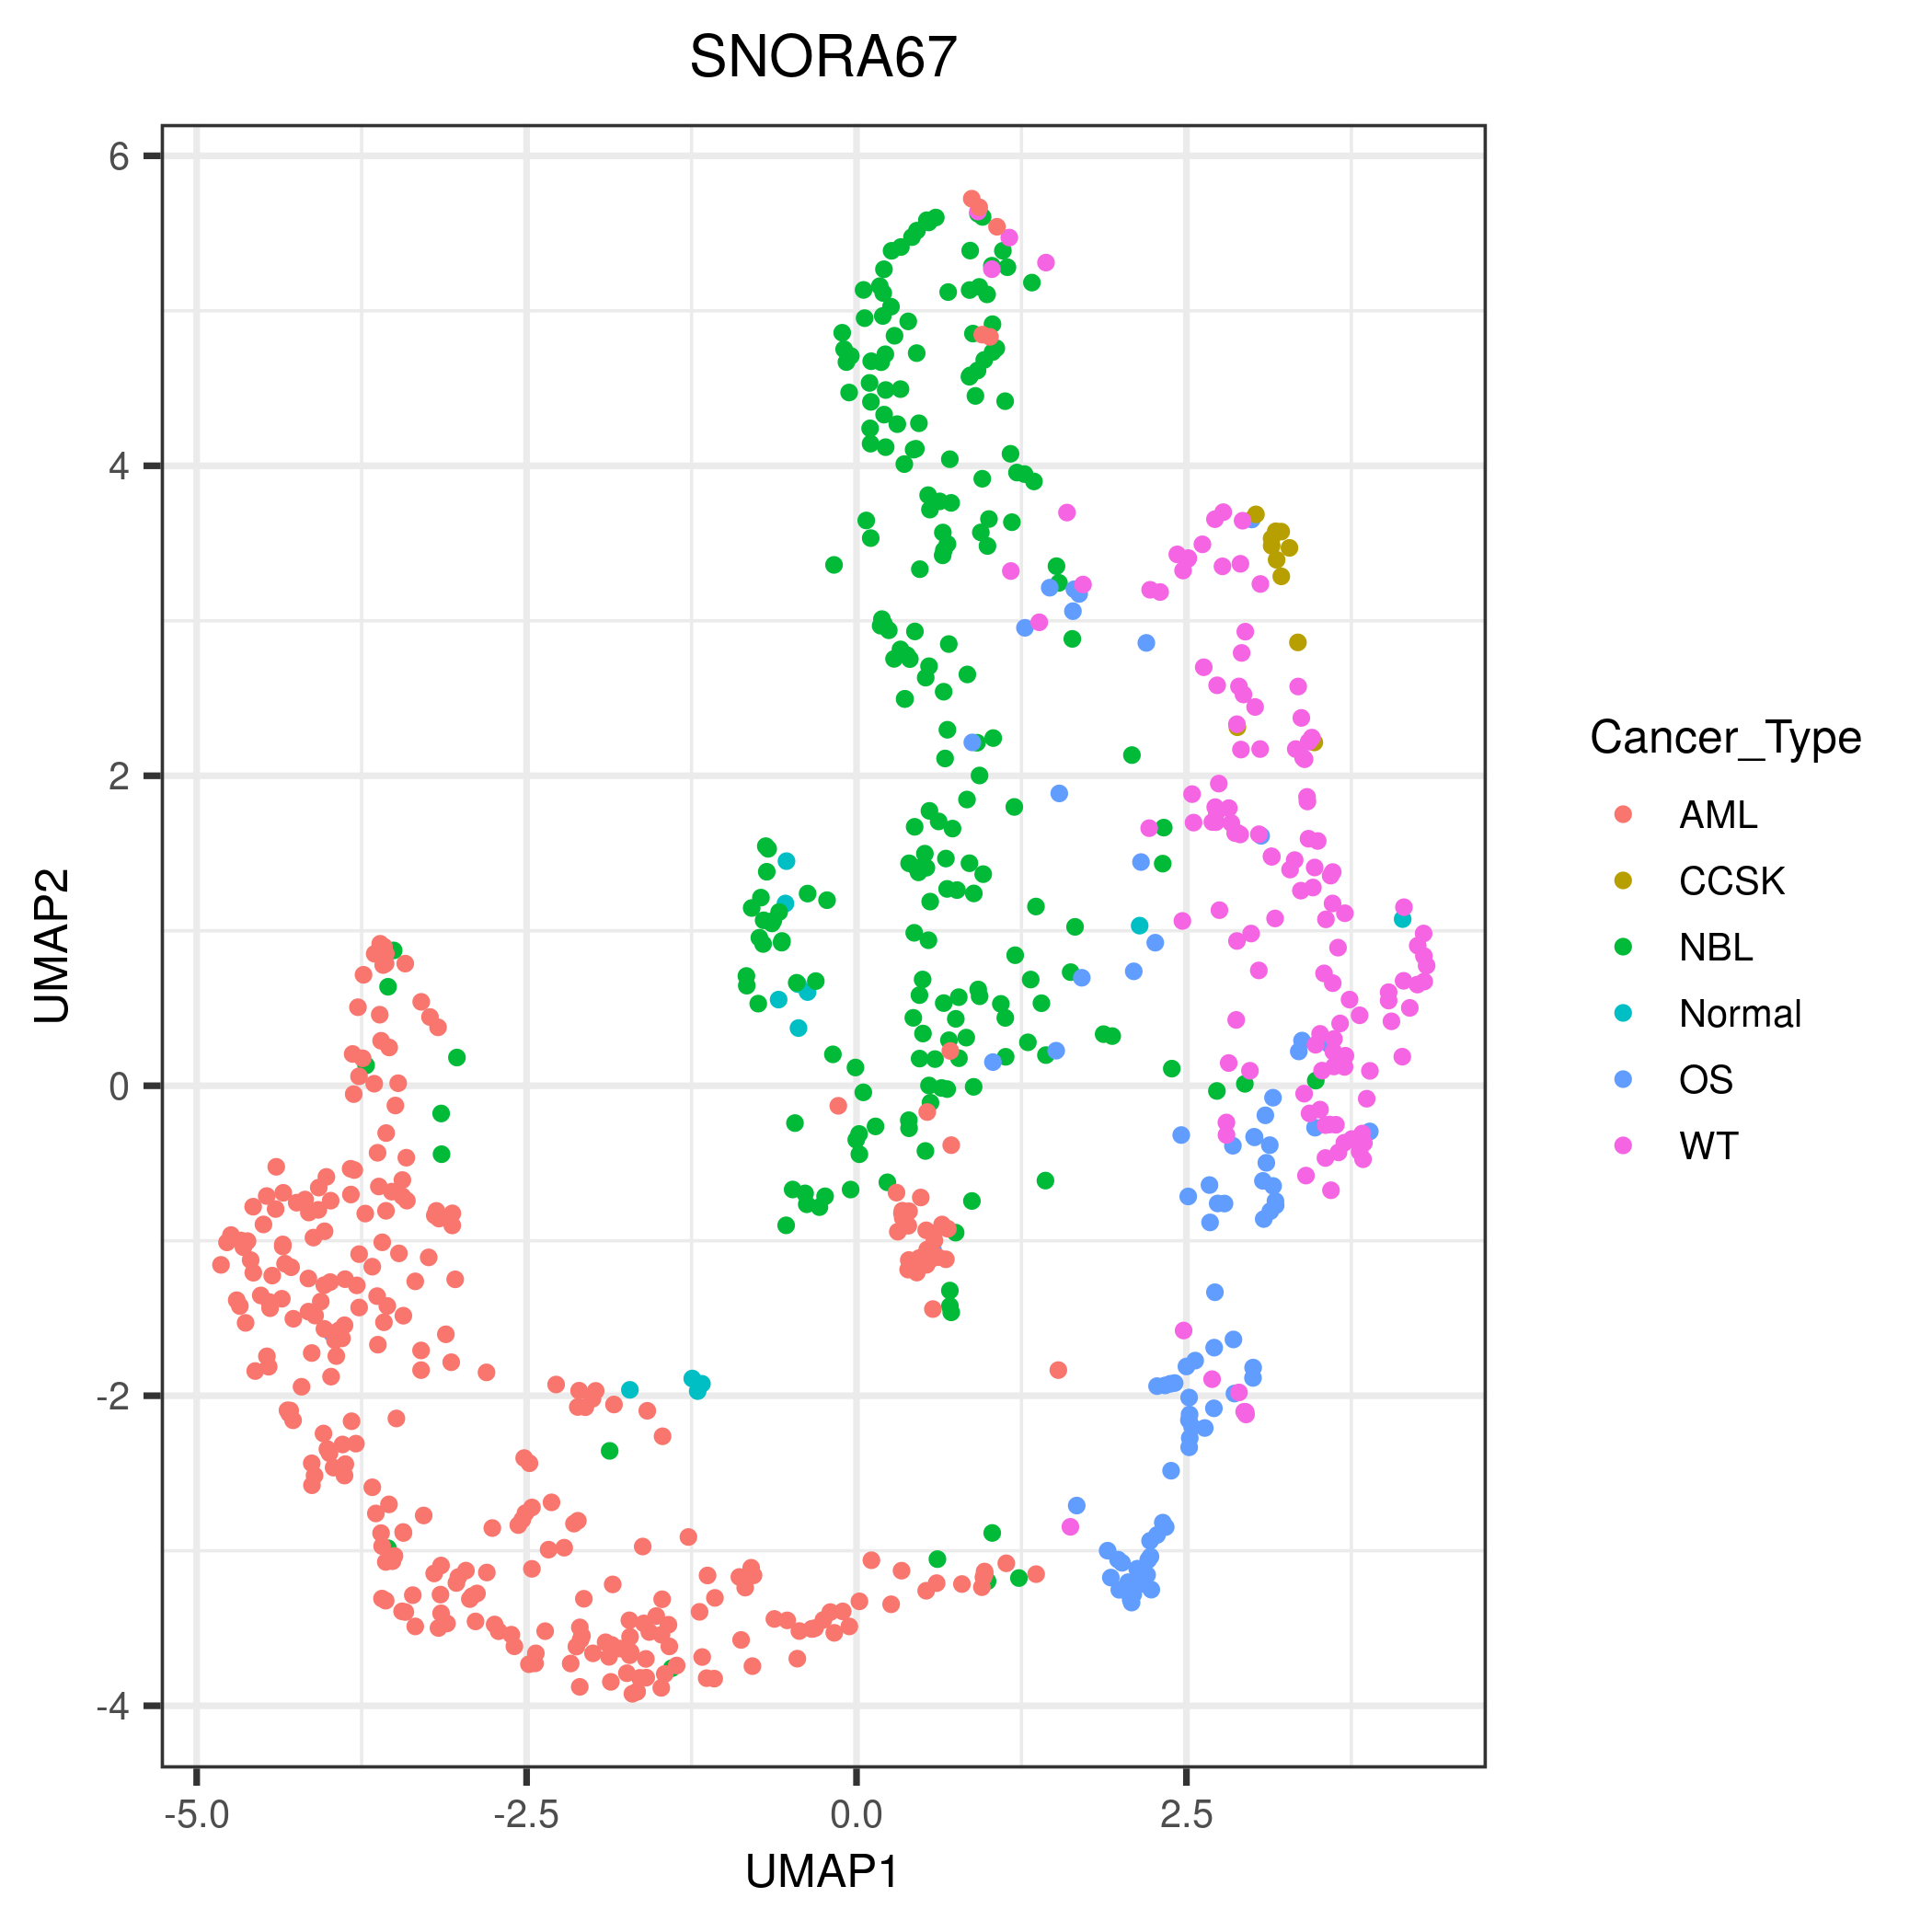 SNORA67
6
4
2
0
-2
-4
UMAP2
-5.0
-2.5
0.0
2.5
UMAP1
Cancer_Type
AML
CCSK
NBL
Normal
OS
WT